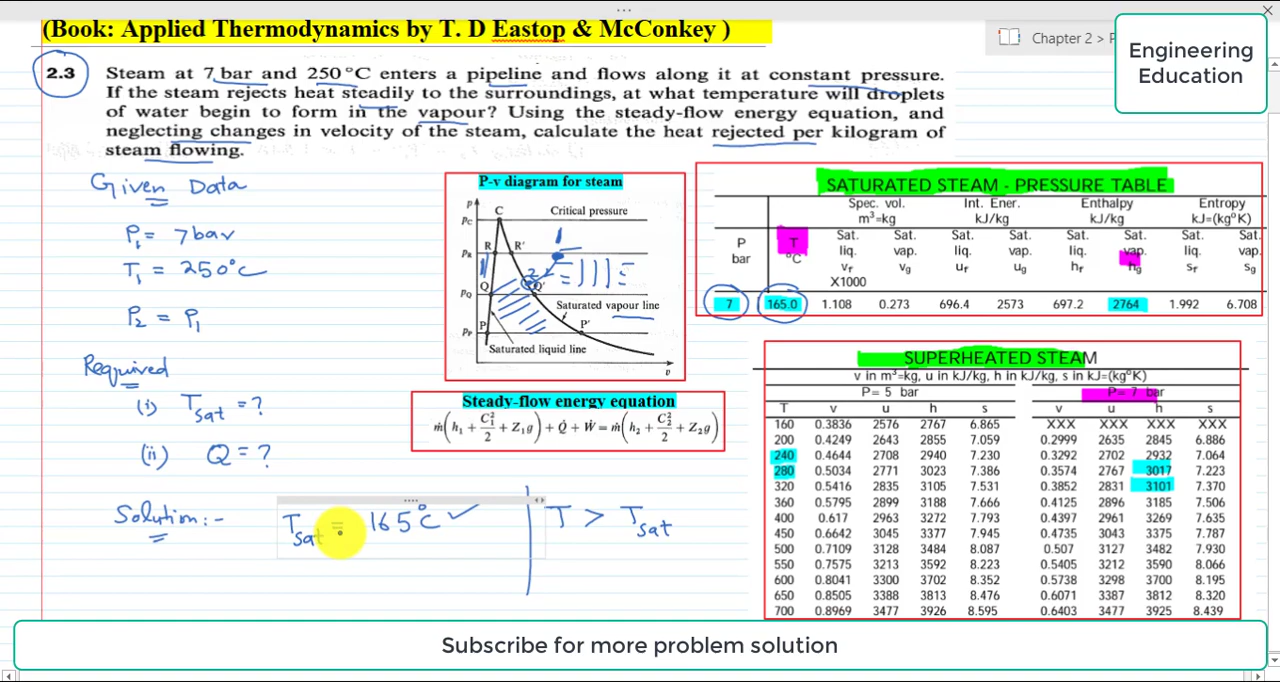 (Book: Applied Thermodynamics by T. D Eastop & McConkey )
Chapter 2 >
Engineering
Education
2.3 Steam at 7 bar and 250 °C enters a pipeline and flows along it at constant pressure.
If the steam rejects heat steadily to the surroundings, at what temperature will droplets
of water begin to form in the vapour? Using the steady-flow energy equation, and
neglecting changes in velocity of the steam, calculate the heat rejected per kilogram of
steam flowing.
Given Data
P₁ = 7 bar
T₁ = 250°C
P₂ = P₁
Required
(i) Tsat = ?
(ii) Q = ?
Solution:-
Tsat = 165°C
T > Tsat
P-v diagram for steam
P
C
Critical pressure
PC
R
R'
PR
1
2
Q
Q'
PQ
Saturated vapour line
P
P'
PP
Saturated liquid line
v
Steady-flow energy equation
ṁ(h₁ + C₁²/2 + Z₁g) + Q̇ + Ẇ = ṁ(h₂ + C₂²/2 + Z₂g)
SATURATED STEAM - PRESSURE TABLE
Spec. vol. Int. Ener. Enthalpy Entropy
m³=kg kJ/kg kJ/kg kJ=(kg°K)
T Sat. Sat. Sat. Sat. Sat. Sat. Sat. Sat.
P °C liq. vap. liq. vap. liq. vap. liq. vap.
bar vf vg uf ug hf hg sf sg
X1000
7 165.0 1.108 0.273 696.4 2573 697.2 2764 1.992 6.708
SUPERHEATED STEAM
v in m³=kg, u in kJ/kg, h in kJ/kg, s in kJ=(kg°K)
P= 5 bar P= 7 bar
T v u h s v u h s
160 0.3836 2576 2767 6.865 XXX XXX XXX XXX
200 0.4249 2643 2855 7.059 0.2999 2635 2845 6.886
240 0.4644 2708 2940 7.230 0.3292 2702 2932 7.064
280 0.5034 2771 3023 7.386 0.3574 2767 3017 7.223
320 0.5416 2835 3105 7.531 0.3852 2831 3101 7.370
360 0.5795 2899 3188 7.666 0.4125 2896 3185 7.506
400 0.617 2963 3272 7.793 0.4397 2961 3269 7.635
450 0.6642 3045 3377 7.945 0.4735 3043 3375 7.787
500 0.7109 3128 3484 8.087 0.507 3127 3482 7.930
550 0.7575 3213 3592 8.223 0.5405 3212 3590 8.066
600 0.8041 3300 3702 8.352 0.5738 3298 3700 8.195
650 0.8505 3388 3813 8.476 0.6071 3387 3812 8.320
700 0.8969 3477 3926 8.595 0.6403 3477 3925 8.439
Subscribe for more problem solution